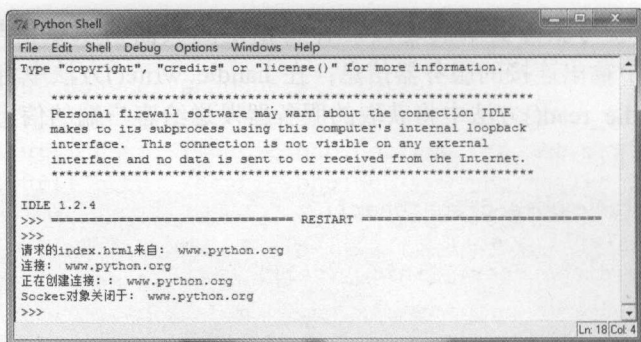 Python Shell
File Edit Shell Debug Options Windows Help
Type "copyright", "credits" or "license()" for more information.
****************************************************************
Personal firewall software may warn about the connection IDLE
makes to its subprocess using this computer's internal loopback
interface. This connection is not visible on any external
interface and no data is sent to or received from the Internet.
****************************************************************
IDLE 1.2.4
>>> ================================ RESTART ================================
>>>
请求的index.html来自: www.python.org
连接: www.python.org
正在创建连接:: www.python.org
Socket对象关闭于: www.python.org
>>>
Ln: 18 Col: 4